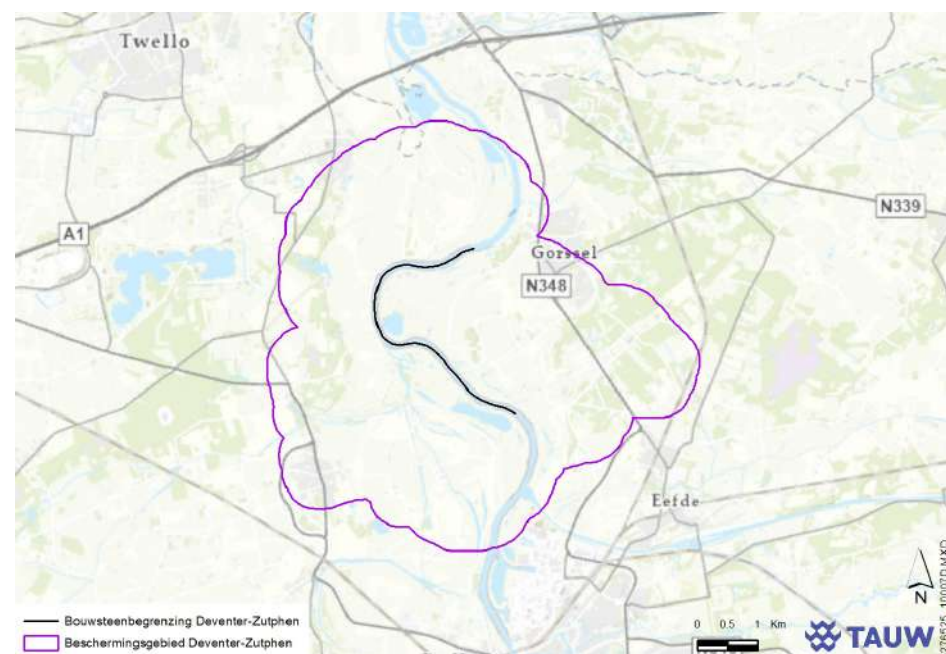 Twello
A1
N339
Gorssel
N348
Eefde
N
Bouwsteenbegrenzing Deventer-Zutphen
Beschermingsgebied Deventer-Zutphen
0 0.5 1 Km
TAUW